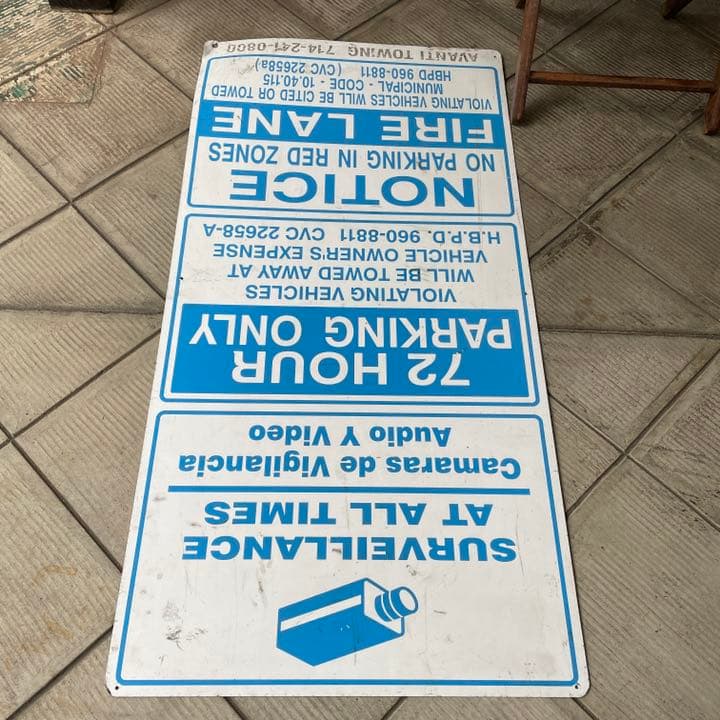 SURVEILLANCE
AT ALL TIMES
Camaras de Vigilancia
Audio Y Video
72 HOUR
PARKING ONLY
VIOLATING VEHICLES
WILL BE TOWED AWAY AT
VEHICLE OWNER'S EXPENSE
H.B.P.D. 960-8811 CVC 22658-A
NOTICE
NO PARKING IN RED ZONES
FIRE LANE
VIOLATING VEHICLES WILL BE CITED OR TOWED
MUNICIPAL - CODE - 10.40.115
HBPD 960-8811 (CVC 22658a)
AVANTI TOWING 714-241-0800